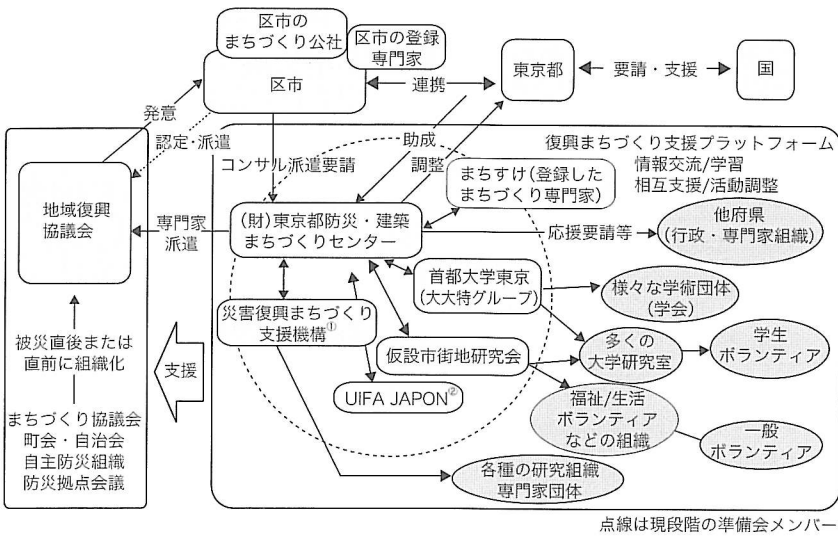 区市の
まちづくり公社
区市の登録
専門家
区市
連携
東京都
要請・支援
国
発意
認定・派遣
コンサル派遣要請
助成
調整
復興まちづくり支援プラットフォーム
情報交流/学習
相互支援/活動調整
まちすけ(登録した
まちづくり専門家)
地域復興
協議会
専門家
派遣
(財)東京都防災・建築
まちづくりセンター
応援要請等
他府県
(行政・専門家組織)
首都大学東京
(大大特グループ)
様々な学術団体
(学会)
災害復興まちづくり
支援機構①
仮設市街地研究会
多くの
大学研究室
学生
ボランティア
被災直後または
直前に組織化
支援
UIFA JAPON②
福祉/生活
ボランティア
などの組織
一般
ボランティア
まちづくり協議会
町会・自治会
自主防災組織
防災拠点会議
各種の研究組織
専門家団体
点線は現段階の準備会メンバー